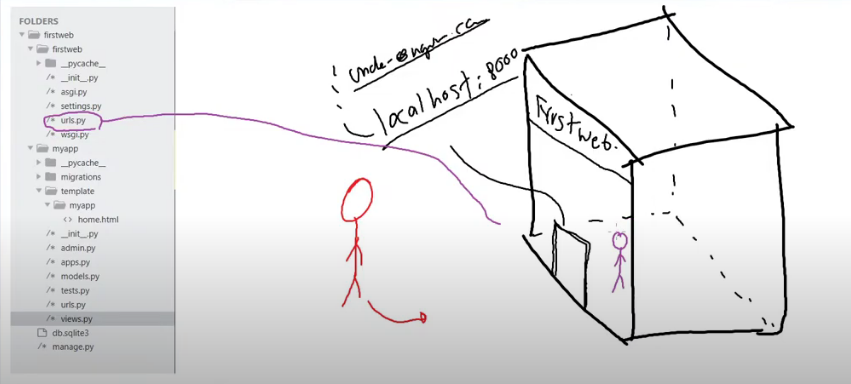 FOLDERS
firstweb
firstweb
__pycache__
__init__.py
asgi.py
settings.py
urls.py
wsgi.py
myapp
__pycache__
migrations
template
myapp
home.html
__init__.py
admin.py
apps.py
models.py
tests.py
urls.py
views.py
db.sqlite3
manage.py
localhost:8000
Firstweb.